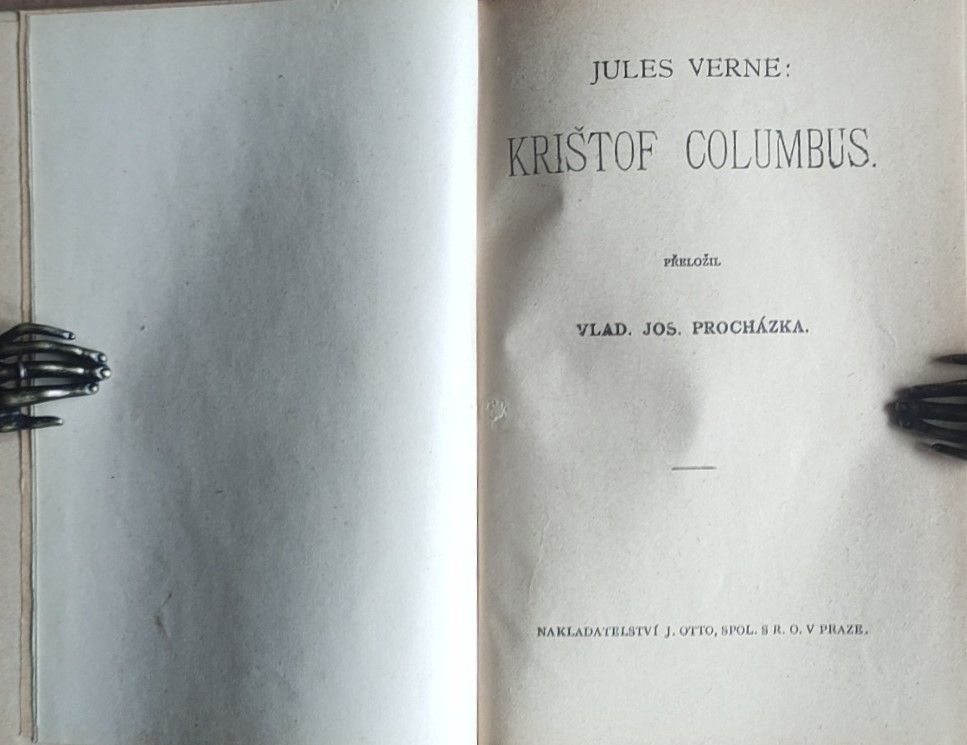 JULES VERNE:
KRIŠTOF COLUMBUS.
PŘELOŽIL
VLAD. JOS. PROCHÁZKA.
NAKLADATELSTVÍ J. OTTO, SPOL. S R. O. V PRAZE.